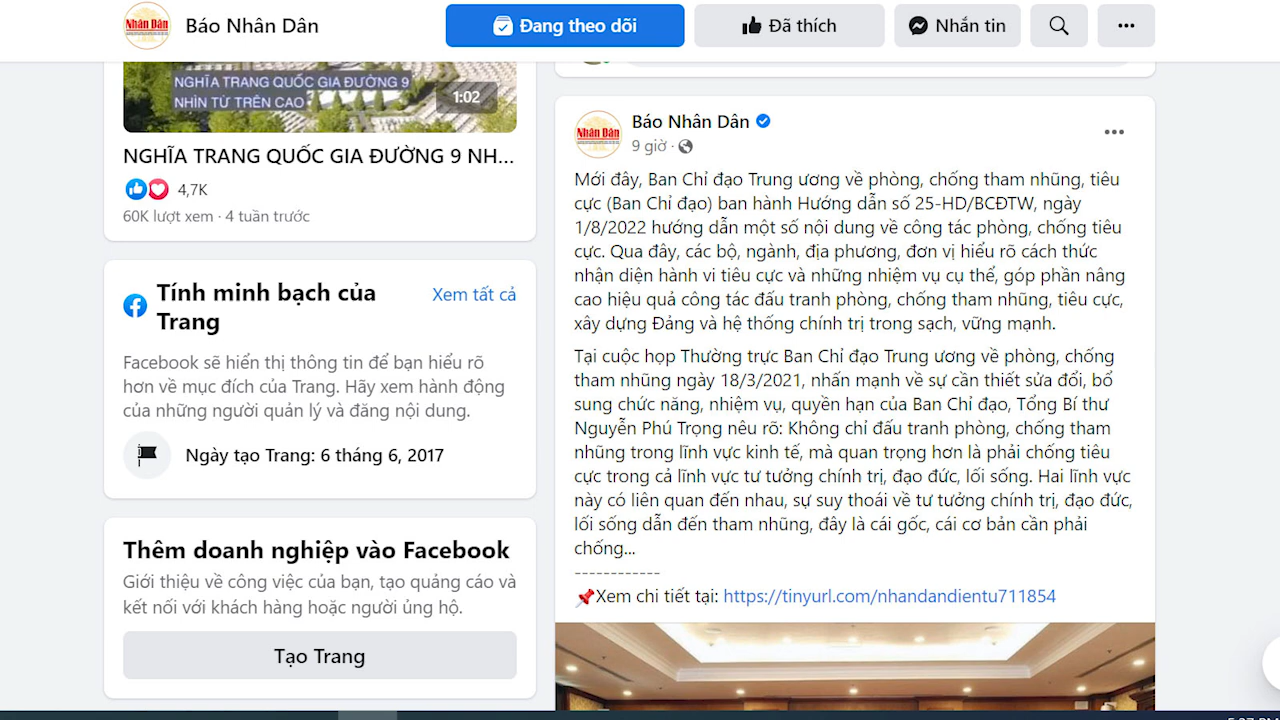 Nhân Dân
Báo Nhân Dân
Đang theo dõi
Đã thích
Nhắn tin
NGHĨA TRANG QUỐC GIA ĐƯỜNG 9
NHÌN TỪ TRÊN CAO
1:02
NGHĨA TRANG QUỐC GIA ĐƯỜNG 9 NH...
4,7K
60K lượt xem · 4 tuần trước
Tính minh bạch của
Trang
Xem tất cả
Facebook sẽ hiển thị thông tin để bạn hiểu rõ
hơn về mục đích của Trang. Hãy xem hành động
của những người quản lý và đăng nội dung.
Ngày tạo Trang: 6 tháng 6, 2017
Thêm doanh nghiệp vào Facebook
Giới thiệu về công việc của bạn, tạo quảng cáo và
kết nối với khách hàng hoặc người ủng hộ.
Tạo Trang
Nhân Dân
Báo Nhân Dân
9 giờ ·
Mới đây, Ban Chỉ đạo Trung ương về phòng, chống tham nhũng, tiêu
cực (Ban Chỉ đạo) ban hành Hướng dẫn số 25-HD/BCĐTW, ngày
1/8/2022 hướng dẫn một số nội dung về công tác phòng, chống tiêu
cực. Qua đây, các bộ, ngành, địa phương, đơn vị hiểu rõ cách thức
nhận diện hành vi tiêu cực và những nhiệm vụ cụ thể, góp phần nâng
cao hiệu quả công tác đấu tranh phòng, chống tham nhũng, tiêu cực,
xây dựng Đảng và hệ thống chính trị trong sạch, vững mạnh.
Tại cuộc họp Thường trực Ban Chỉ đạo Trung ương về phòng, chống
tham nhũng ngày 18/3/2021, nhấn mạnh về sự cần thiết sửa đổi, bổ
sung chức năng, nhiệm vụ, quyền hạn của Ban Chỉ đạo, Tổng Bí thư
Nguyễn Phú Trọng nêu rõ: Không chỉ đấu tranh phòng, chống tham
nhũng trong lĩnh vực kinh tế, mà quan trọng hơn là phải chống tiêu
cực trong cả lĩnh vực tư tưởng chính trị, đạo đức, lối sống. Hai lĩnh vực
này có liên quan đến nhau, sự suy thoái về tư tưởng chính trị, đạo đức,
lối sống dẫn đến tham nhũng, đây là cái gốc, cái cơ bản cần phải
chống...
------------
Xem chi tiết tại: https://tinyurl.com/nhandandientu711854